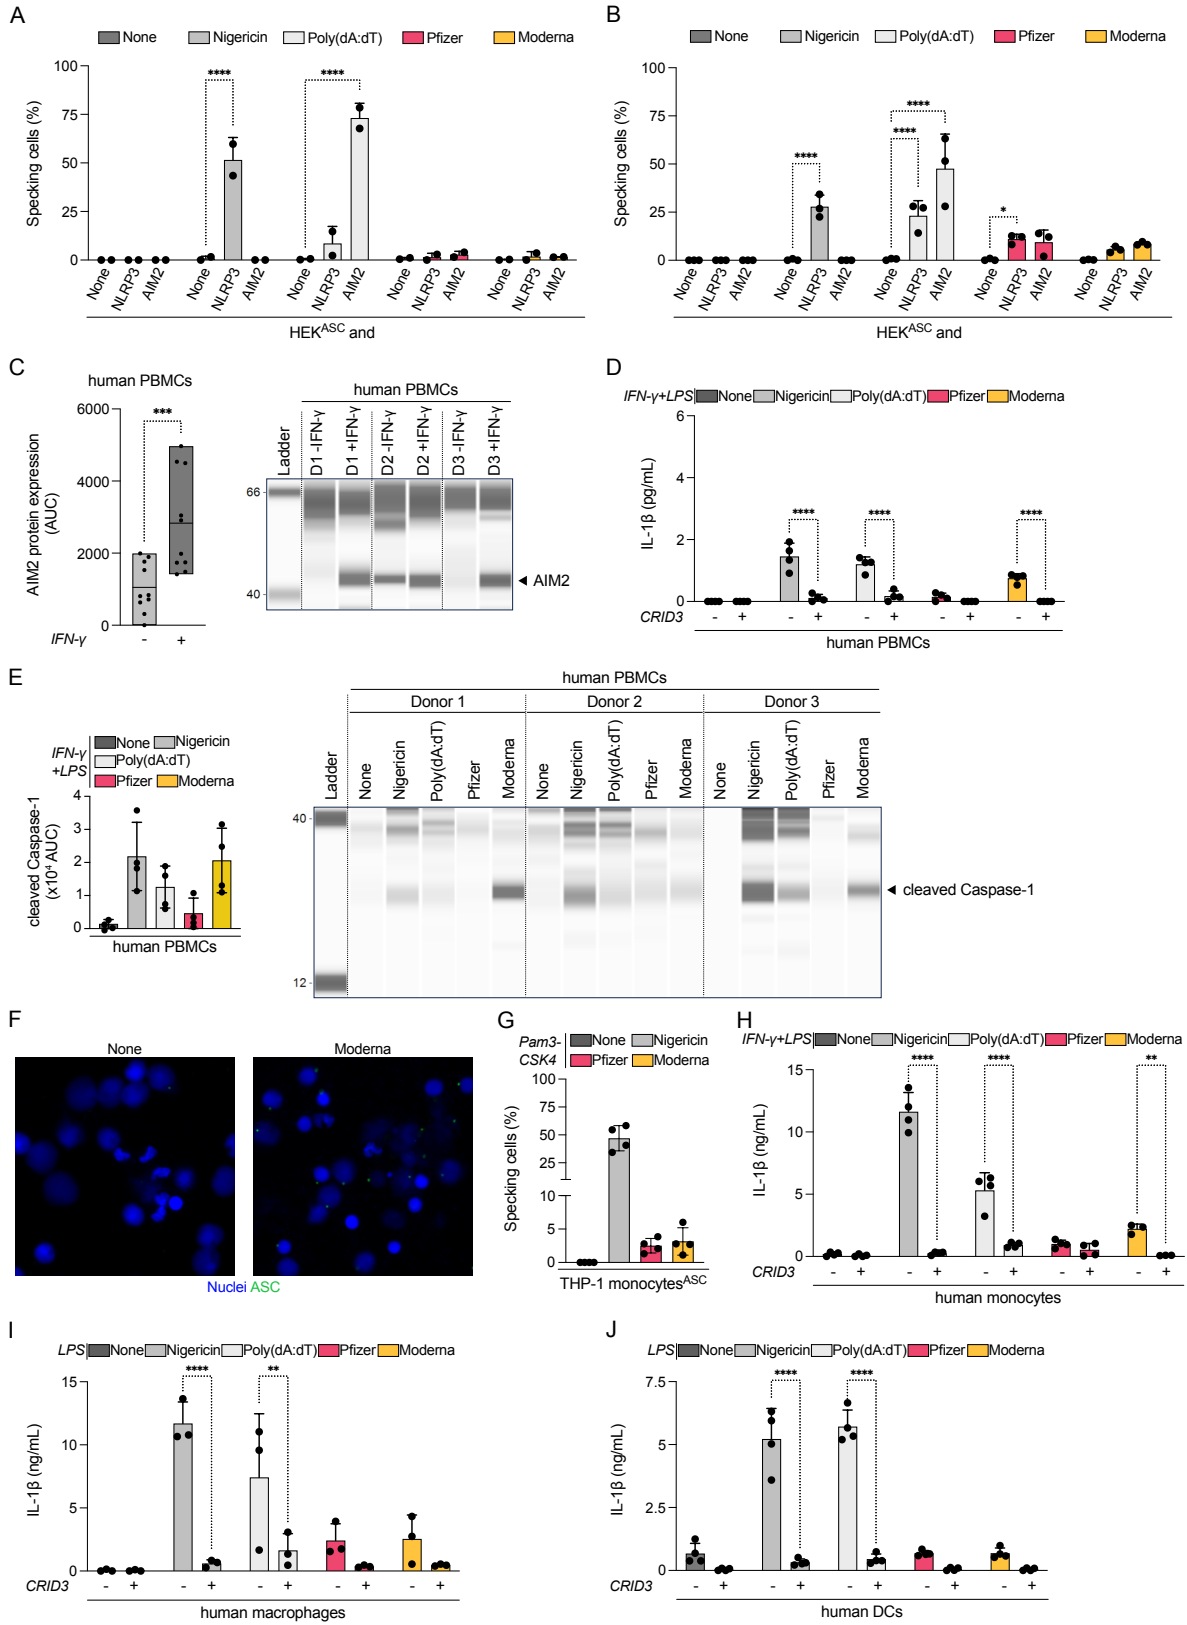 A
None Nigericin Poly(dA:dT) Pfizer Moderna
Specking cells (%)
100
75
50
25
0
**** ****
None NLRP3 AIM2 None NLRP3 AIM2 None NLRP3 AIM2 None NLRP3 AIM2 None NLRP3 AIM2
HEKASC and
B
None Nigericin Poly(dA:dT) Pfizer Moderna
Specking cells (%)
100
75
50
25
0
**** **** **** *
None NLRP3 AIM2 None NLRP3 AIM2 None NLRP3 AIM2 None NLRP3 AIM2 None NLRP3 AIM2
HEKASC and
C
human PBMCs
AIM2 protein expression
(AUC)
6000
4000
2000
0
***
IFN-γ - +
human PBMCs
Ladder D1 -IFN-γ D1 +IFN-γ D2 -IFN-γ D2 +IFN-γ D3 -IFN-γ D3 +IFN-γ
66 -
40 -
AIM2
D
IFN-γ+LPS None Nigericin Poly(dA:dT) Pfizer Moderna
IL-1β (pg/mL)
6
4
2
0
**** **** ****
CRID3 - + - + - + - + - +
human PBMCs
E
IFN-γ
+LPS
None Nigericin
Poly(dA:dT)
Pfizer Moderna
cleaved Caspase-1
(x10⁴ AUC)
4
3
2
1
0
human PBMCs
human PBMCs
Donor 1 Donor 2 Donor 3
Ladder None Nigericin Poly(dA:dT) Pfizer Moderna None Nigericin Poly(dA:dT) Pfizer Moderna None Nigericin Poly(dA:dT) Pfizer Moderna
40 -
12 -
cleaved Caspase-1
F
None Moderna
Nuclei ASC
G
Pam3-
CSK4
None Nigericin
Pfizer Moderna
Specking cells (%)
100
75
50
25
10
5
0
THP-1 monocytesASC
H
IFN-γ+LPS None Nigericin Poly(dA:dT) Pfizer Moderna
IL-1β (ng/mL)
15
10
5
0
**** **** **
CRID3 - + - + - + - + - +
human monocytes
I
LPS None Nigericin Poly(dA:dT) Pfizer Moderna
IL-1β (ng/mL)
15
10
5
0
**** **
CRID3 - + - + - + - + - +
human macrophages
J
LPS None Nigericin Poly(dA:dT) Pfizer Moderna
IL-1β (ng/mL)
7.5
5
2.5
0
**** ****
CRID3 - + - + - + - + - +
human DCs